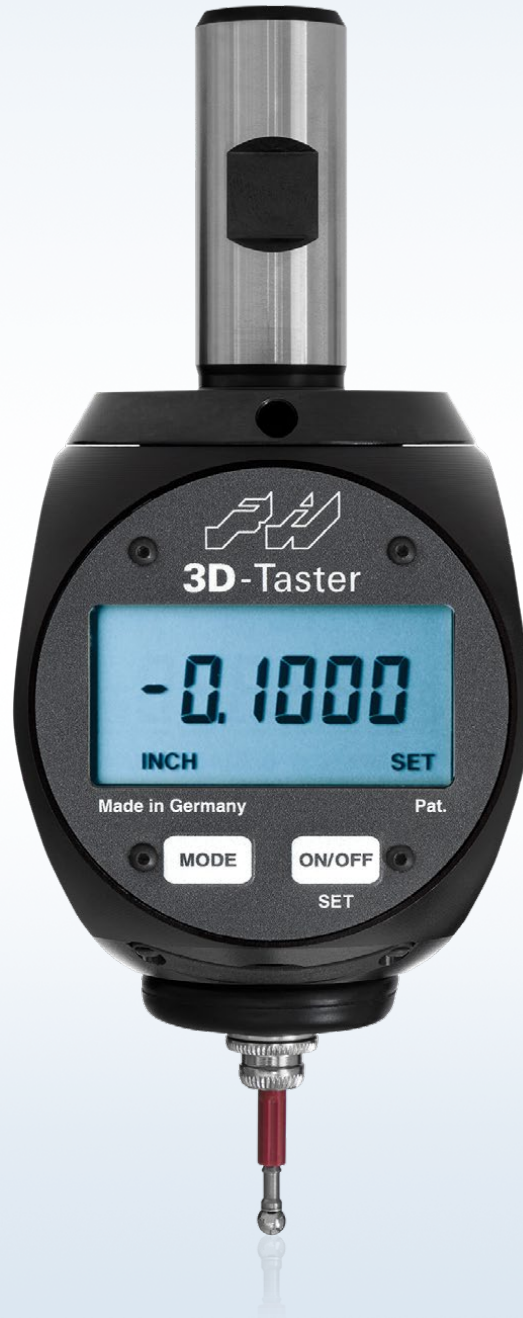 3D-Taster
-0.1000
INCH SET
Made in Germany Pat.
MODE ON/OFF
SET